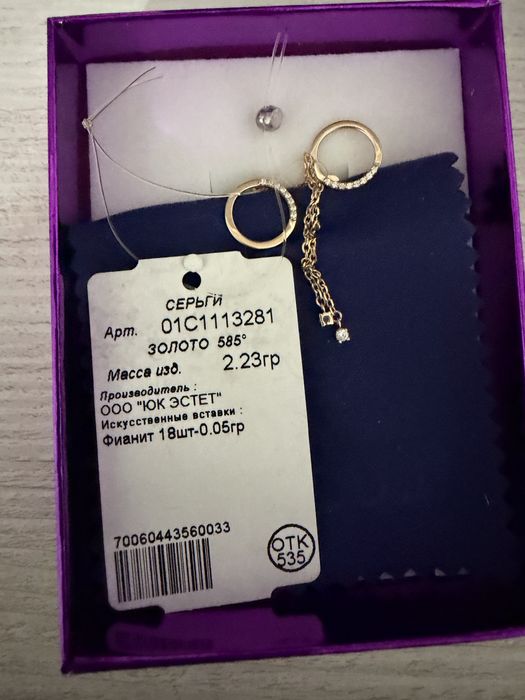 СЕРЬГИ
Арт. 01С1113281
ЗОЛОТО 585°
Масса изд. 2.23гр
Производитель :
ООО "ЮК ЭСТЕТ"
Искусственные вставки :
Фианит 18шт-0.05гр
70060443560033
ОТК
535